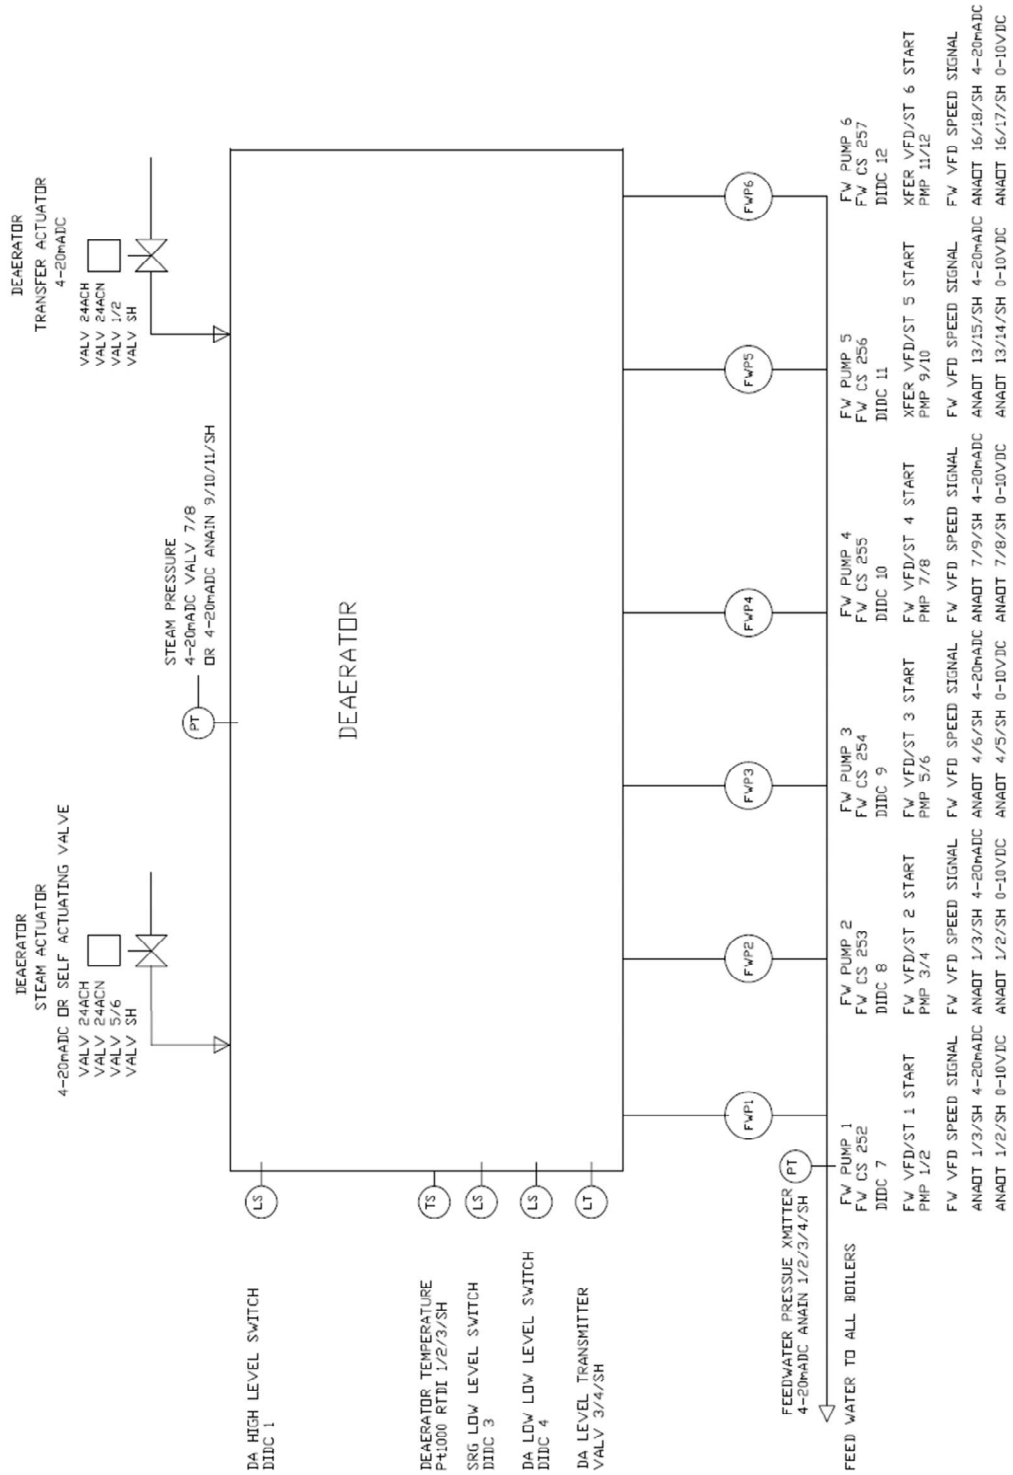 DEAERATOR
STEAM ACTUATOR
4-20mADC OR SELF ACTUATING VALVE
VALV 24ACH
VALV 24ACN
VALV 5/6
VALV SH
STEAM PRESSURE
4-20mADC VALV 7/8
OR 4-20mADC ANAIN 9/10/11/SH
PT
DEAERATOR
TRANSFER ACTUATOR
4-20mADC
VALV 24ACH
VALV 24ACN
VALV 1/2
VALV SH
DA HIGH LEVEL SWITCH
DIDC 1
LS
DEAERATOR
DEAERATOR TEMPERATURE
Pt1000 RTDI 1/2/3/SH
TS
SRG LOW LEVEL SWITCH
DIDC 3
LS
DA LOW LOW LEVEL SWITCH
DIDC 4
LS
DA LEVEL TRANSMITTER
VALV 3/4/SH
LT
FWP1
FWP2
FWP3
FWP4
FWP5
FWP6
FEEDWATER PRESSUE XMITTER
4-20mADC ANAIN 1/2/3/4/SH
PT
FEED WATER TO ALL BOILERS
FW PUMP 1
FW CS 252
DIDC 7
FW VFD/ST 1 START
PMP 1/2
FW VFD SPEED SIGNAL
ANAOT 1/3/SH 4-20mADC
ANAOT 1/2/SH 0-10VDC
FW PUMP 2
FW CS 253
DIDC 8
FW VFD/ST 2 START
PMP 3/4
FW VFD SPEED SIGNAL
ANAOT 1/3/SH 4-20mADC
ANAOT 1/2/SH 0-10VDC
FW PUMP 3
FW CS 254
DIDC 9
FW VFD/ST 3 START
PMP 5/6
FW VFD SPEED SIGNAL
ANAOT 4/6/SH 4-20mADC
ANAOT 4/5/SH 0-10VDC
FW PUMP 4
FW CS 255
DIDC 10
FW VFD/ST 4 START
PMP 7/8
FW VFD SPEED SIGNAL
ANAOT 7/9/SH 4-20mADC
ANAOT 7/8/SH 0-10VDC
FW PUMP 5
FW CS 256
DIDC 11
XFER VFD/ST 5 START
PMP 9/10
FW VFD SPEED SIGNAL
ANAOT 13/15/SH 4-20mADC
ANAOT 13/14/SH 0-10VDC
FW PUMP 6
FW CS 257
DIDC 12
XFER VFD/ST 6 START
PMP 11/12
FW VFD SPEED SIGNAL
ANAOT 16/18/SH 4-20mADC
ANAOT 16/17/SH 0-10VDC